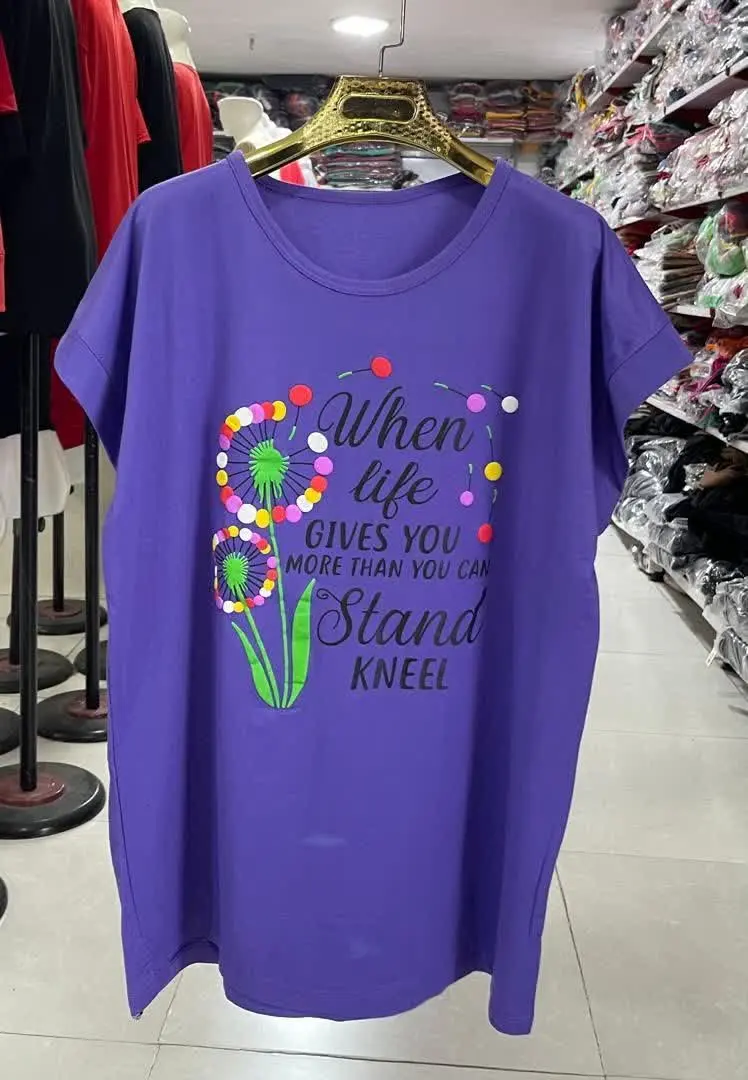 When
life
GIVES YOU
MORE THAN YOU CAN
Stand
KNEEL